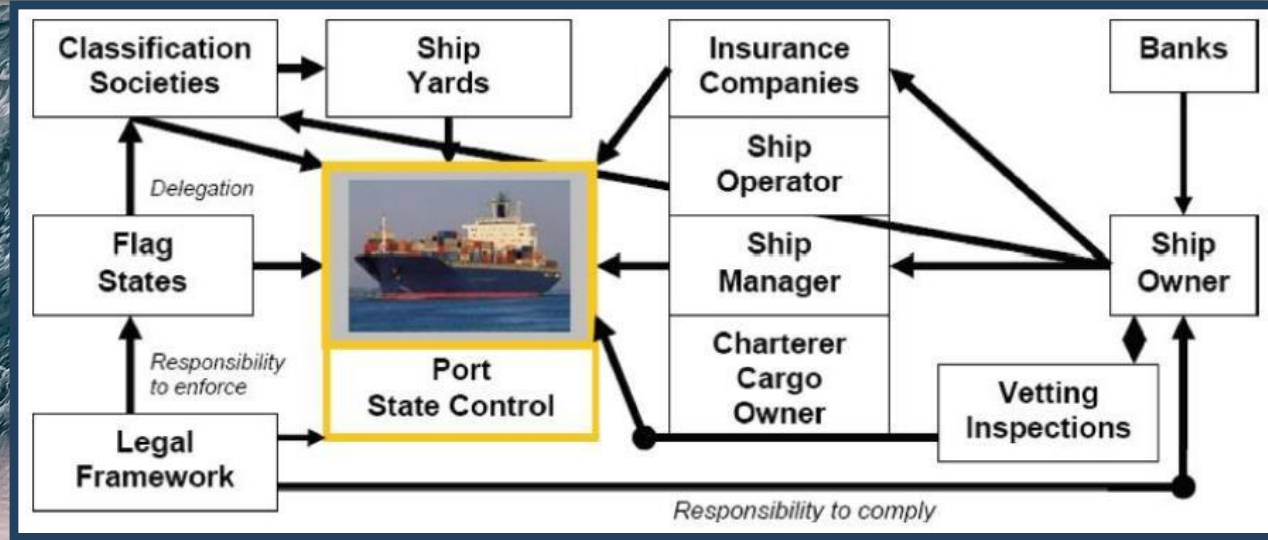 Classification
Societies
Ship
Yards
Insurance
Companies
Banks
Ship
Operator
Delegation
Flag
States
Ship
Manager
Ship
Owner
Responsibility
to enforce
Port
State Control
Charterer
Cargo
Owner
Vetting
Inspections
Legal
Framework
Responsibility to comply